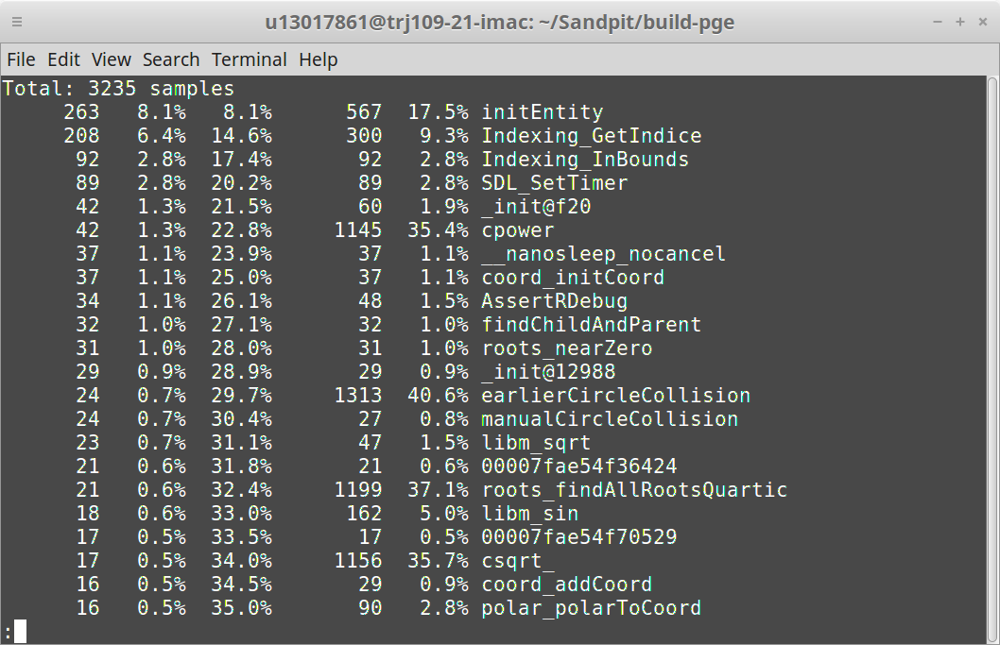 u13017861@trj109-21-imac: ~/Sandpit/build-pge
File Edit View Search Terminal Help
Total: 3235 samples
263 8.1% 8.1% 567 17.5% initEntity
208 6.4% 14.6% 300 9.3% Indexing_GetIndice
92 2.8% 17.4% 92 2.8% Indexing_InBounds
89 2.8% 20.2% 89 2.8% SDL_SetTimer
42 1.3% 21.5% 60 1.9% _init@f20
42 1.3% 22.8% 1145 35.4% cpower
37 1.1% 23.9% 37 1.1% __nanosleep_nocancel
37 1.1% 25.0% 37 1.1% coord_initCoord
34 1.1% 26.1% 48 1.5% AssertRDebug
32 1.0% 27.1% 32 1.0% findChildAndParent
31 1.0% 28.0% 31 1.0% roots_nearZero
29 0.9% 28.9% 29 0.9% _init@12988
24 0.7% 29.7% 1313 40.6% earlierCircleCollision
24 0.7% 30.4% 27 0.8% manualCircleCollision
23 0.7% 31.1% 47 1.5% libm_sqrt
21 0.6% 31.8% 21 0.6% 00007fae54f36424
21 0.6% 32.4% 1199 37.1% roots_findAllRootsQuartic
18 0.6% 33.0% 162 5.0% libm_sin
17 0.5% 33.5% 17 0.5% 00007fae54f70529
17 0.5% 34.0% 1156 35.7% csqrt_
16 0.5% 34.5% 29 0.9% coord_addCoord
16 0.5% 35.0% 90 2.8% polar_polarToCoord
: